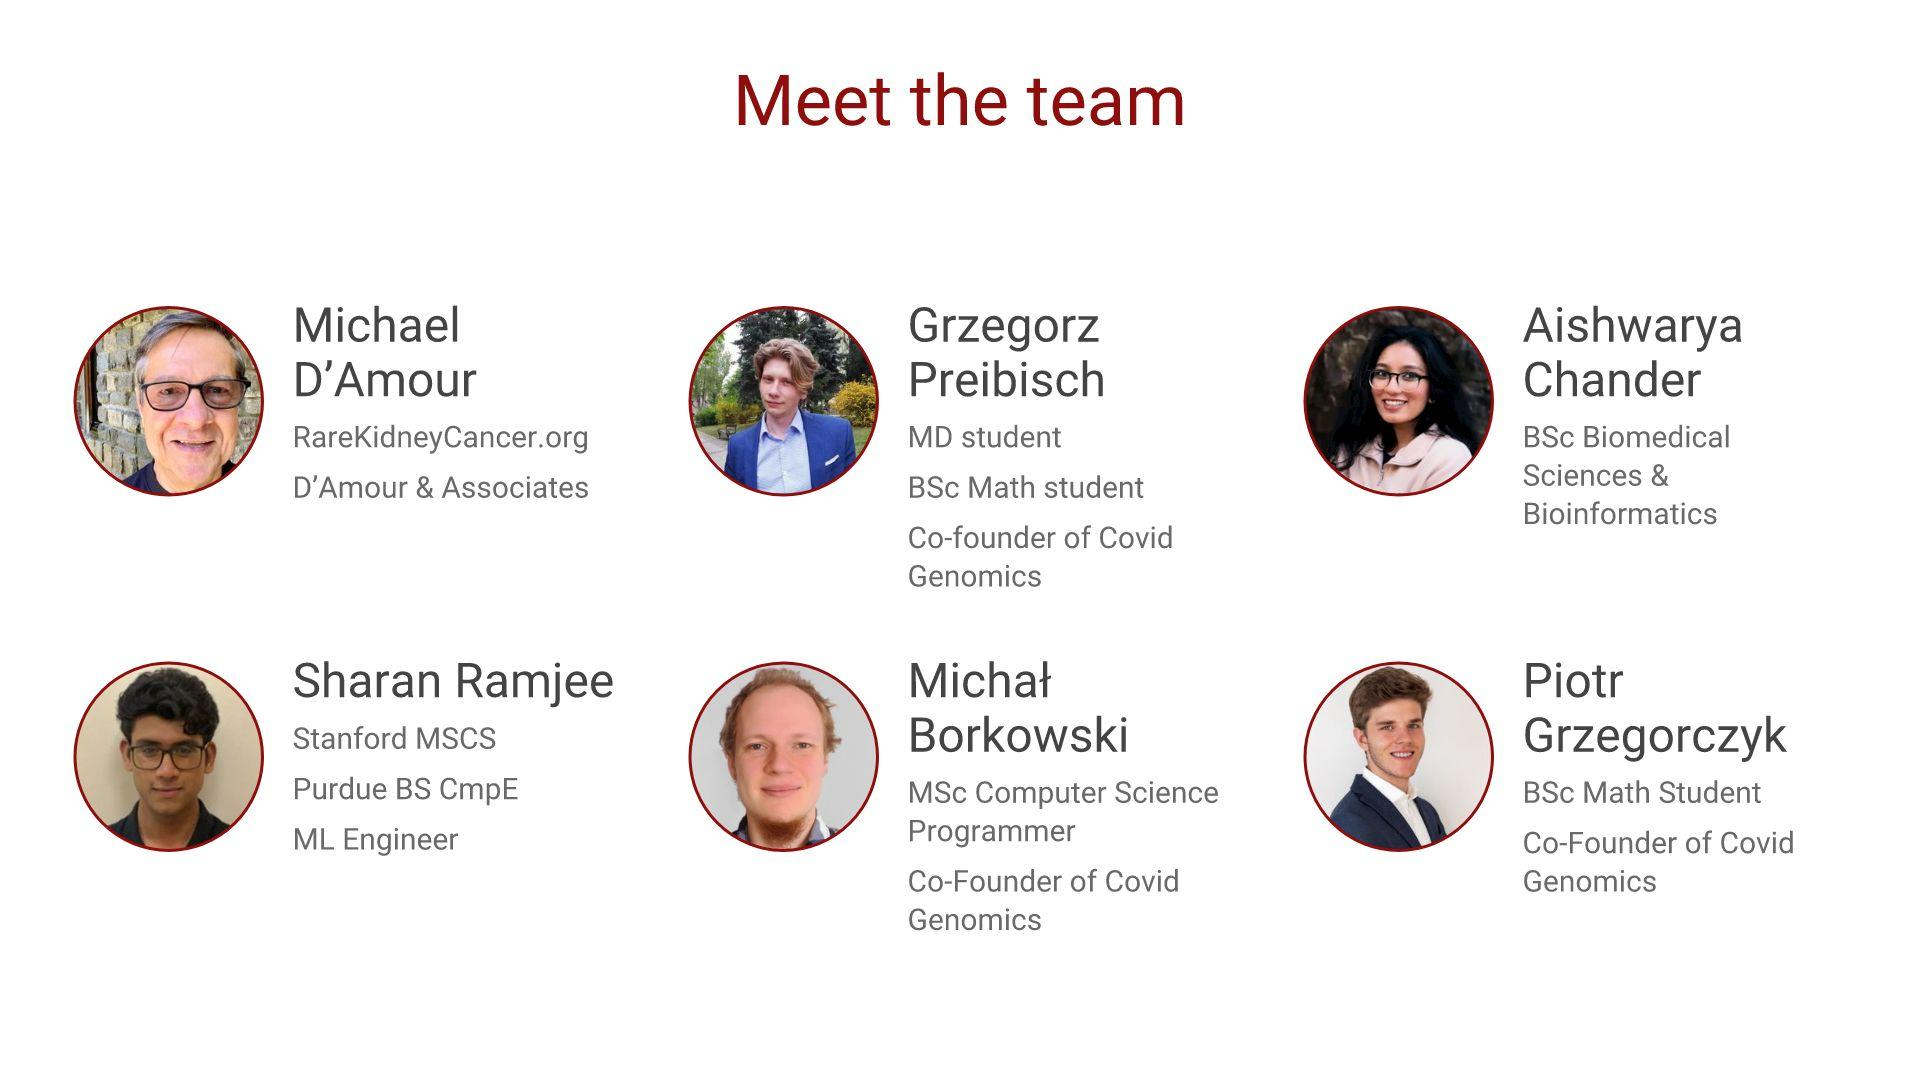 Meet the team
Michael
D’Amour
RareKidneyCancer.org
D’Amour & Associates
Grzegorz
Preibisch
MD student
BSc Math student
Co-founder of Covid
Genomics
Aishwarya
Chander
BSc Biomedical
Sciences &
Bioinformatics
Sharan Ramjee
Stanford MSCS
Purdue BS CmpE
ML Engineer
Michał
Borkowski
MSc Computer Science
Programmer
Co-Founder of Covid
Genomics
Piotr
Grzegorczyk
BSc Math Student
Co-Founder of Covid
Genomics